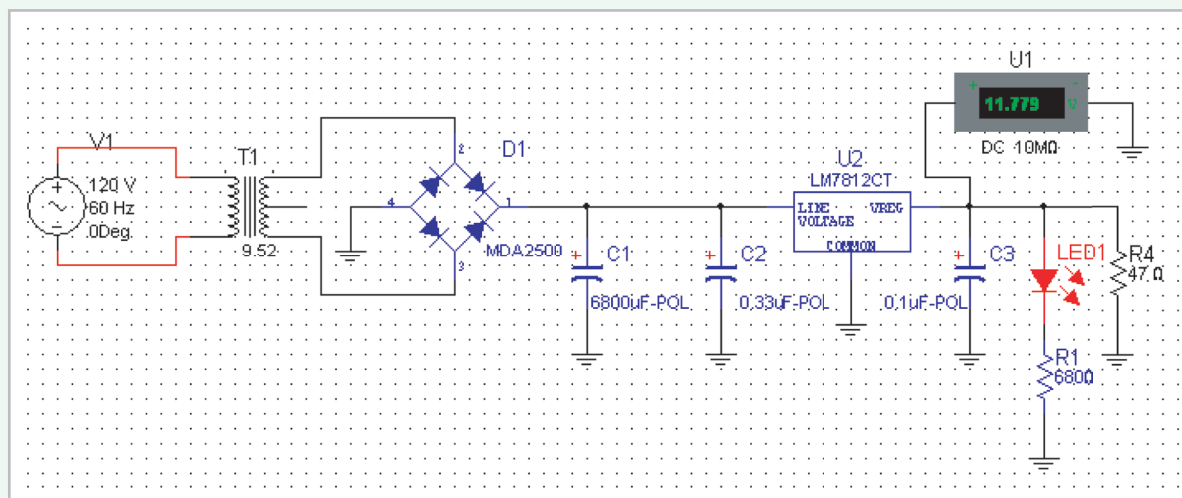 U1
+ -
11.779 V
DC 10MΩ
V1
120 V
60 Hz
0Deg.
+
T1
9.52
2
D1
4
1
3
MDA2500
U2
LM7812CT
LINE
VOLTAGE
VREG
COMMON
+
C1
6800uF-POL
+
C2
0.33uF-POL
+
C3
0.1uF-POL
LED1
R4
47Ω
R1
680Ω